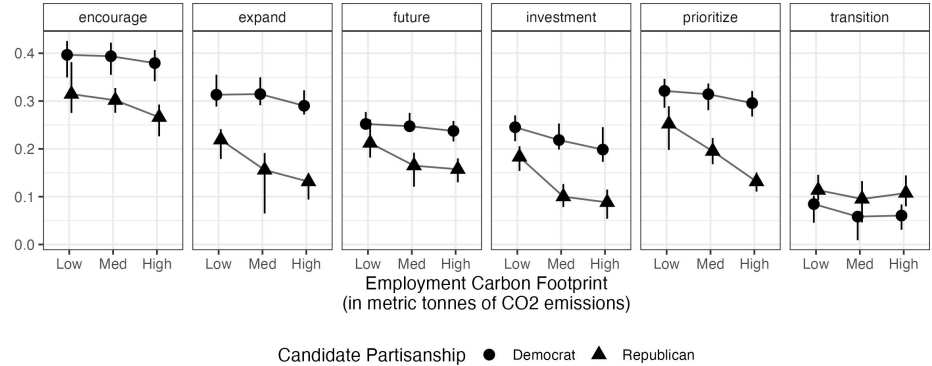 encourage expand future investment prioritize transition
0.4
0.3
0.2
0.1
0.0
Low Med High Low Med High Low Med High Low Med High Low Med High Low Med High
Employment Carbon Footprint
(in metric tonnes of CO2 emissions)
Candidate Partisanship Democrat Republican